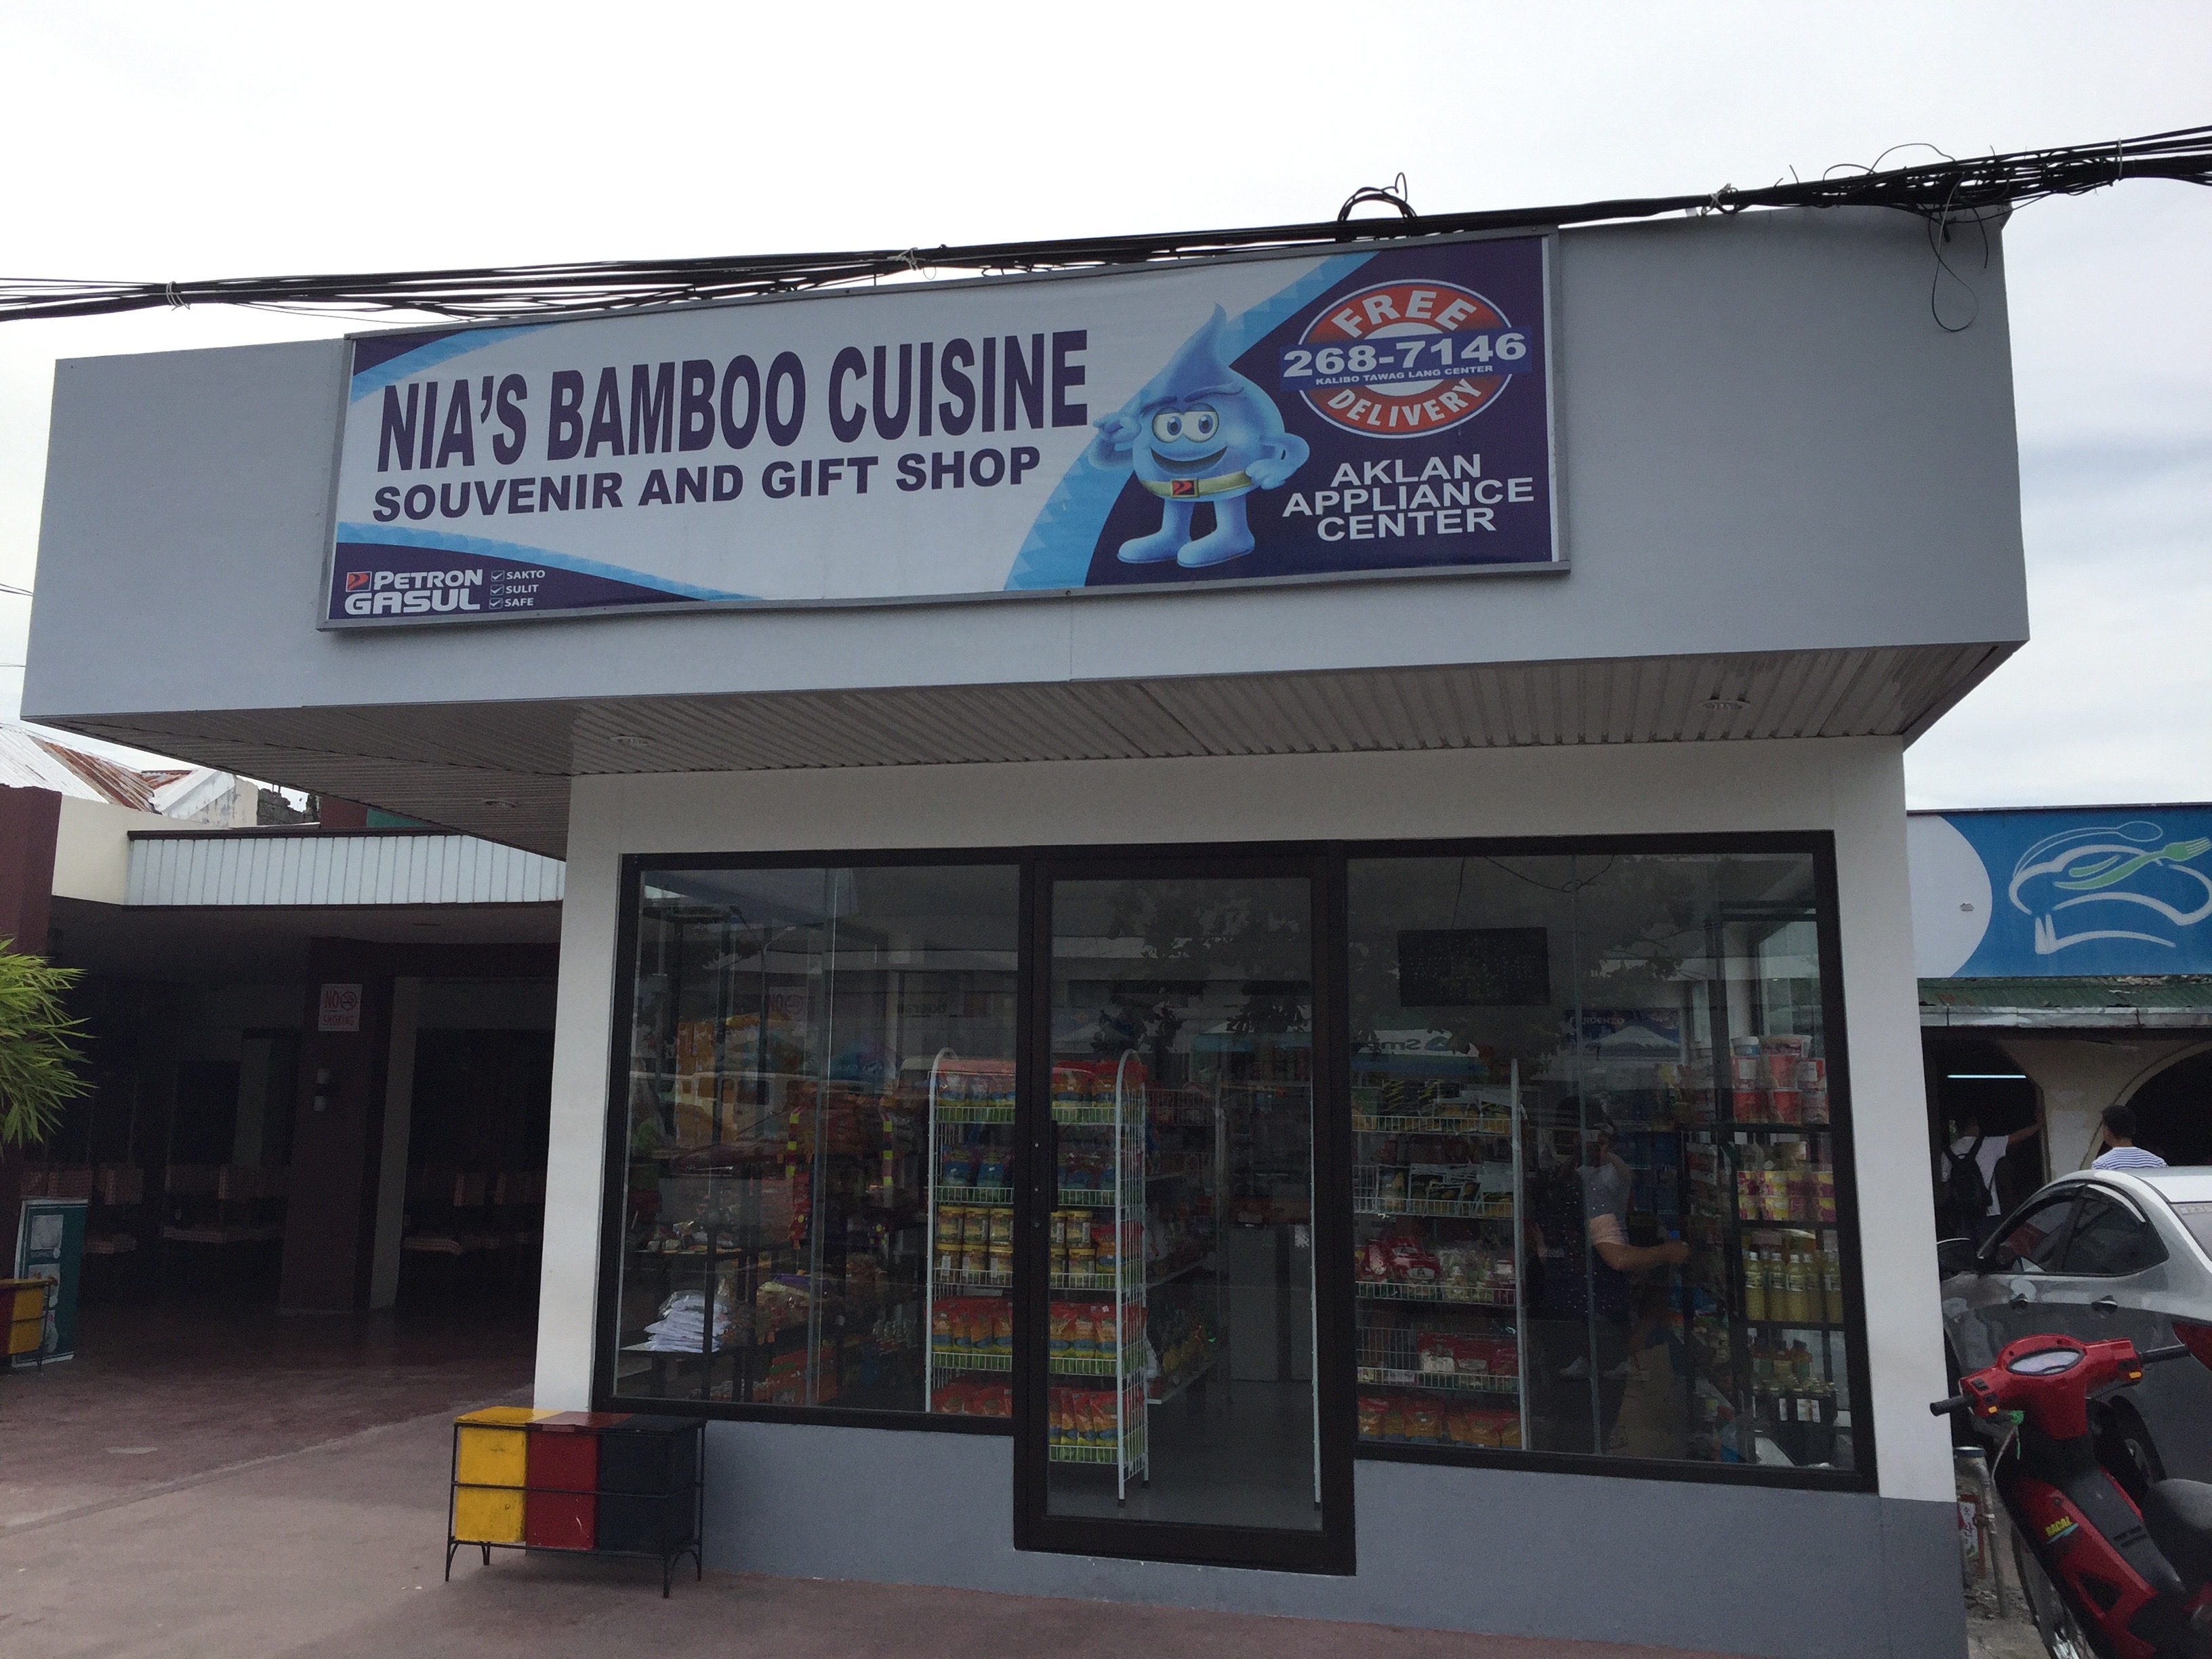 NIA'S BAMBOO CUISINE
SOUVENIR AND GIFT SHOP
FREE
268-7146
KALIBO TAWAG LANG CENTER
DELIVERY
AKLAN
APPLIANCE
CENTER
PETRON
GASUL
SAKTO
SULIT
SAFE
NO
SMOKING
RACAL